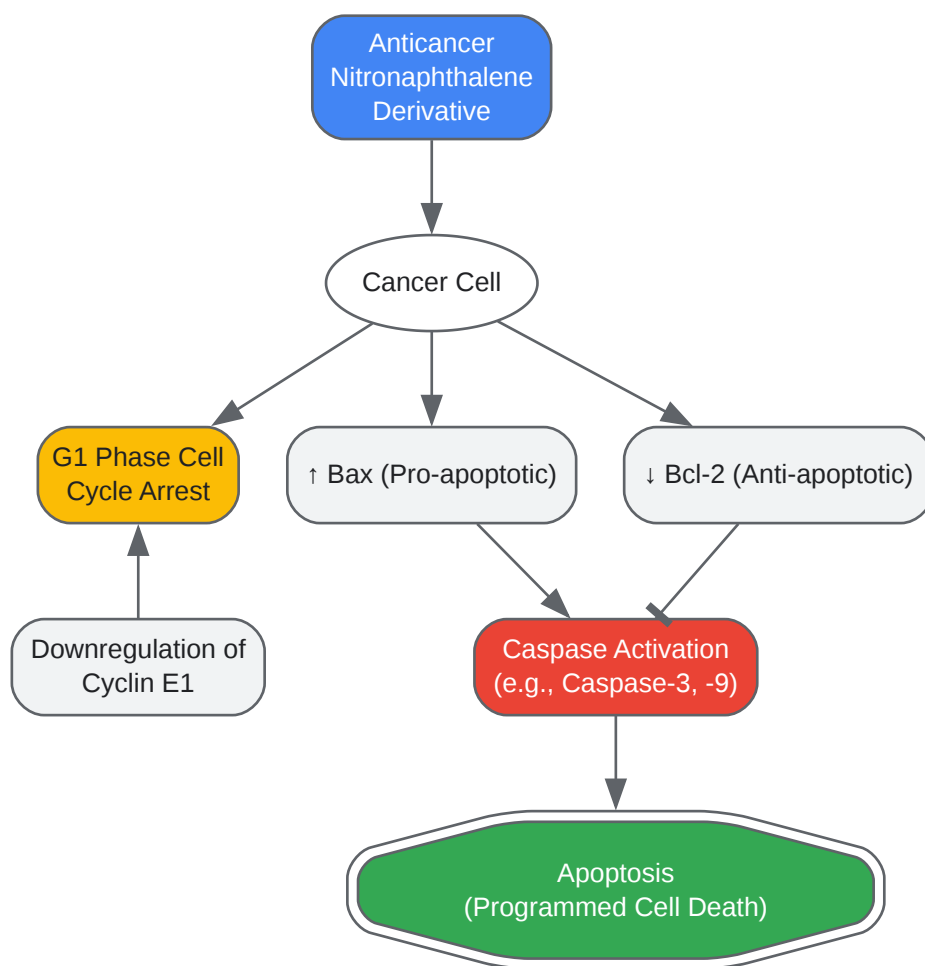 Anticancer
Nitronaphthalene
Derivative
Cancer Cell
G1 Phase Cell
Cycle Arrest
↑ Bax (Pro-apoptotic)
↓ Bcl-2 (Anti-apoptotic)
Downregulation of
Cyclin E1
Caspase Activation
(e.g., Caspase-3, -9)
Apoptosis
(Programmed Cell Death)